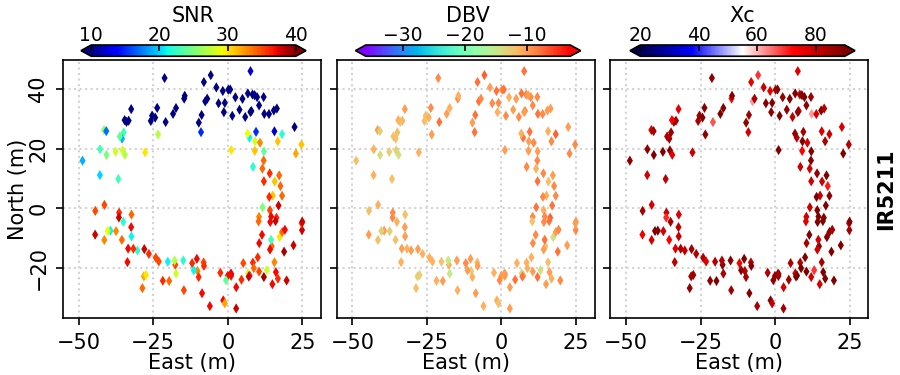 SNR DBV Xc
10 20 30 40 −30 −20 −10 20 40 60 80
40
20
0
−20
North (m)
IR5211
−50 −25 0 25 −50 −25 0 25 −50 −25 0 25
East (m) East (m) East (m)